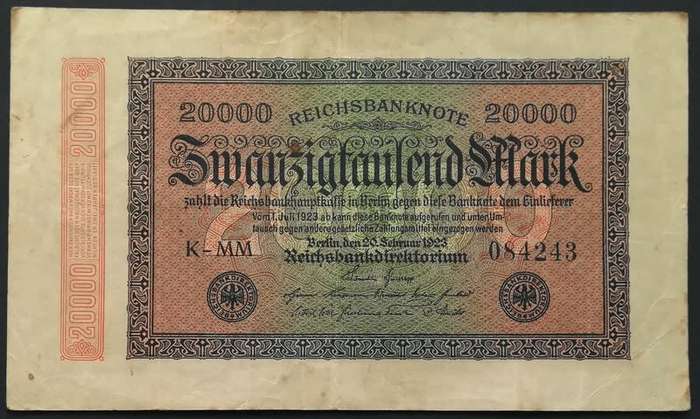 20000 REICHSBANKNOTE 20000
Zwanzigtausend Mark
zahlt die Reichsbankhauptkasse in Berlin gegen diese Banknote dem Einlieferer
Vom 1. Juli 1923 ab kann diese Banknote aufgerufen und unter Um-
tausch gegen andere gesetzliche Zahlungsmittel eingezogen werden
Berlin, den 20. Februar 1923
K-MM 084243
Reichsbankdirektorium
20000
20000